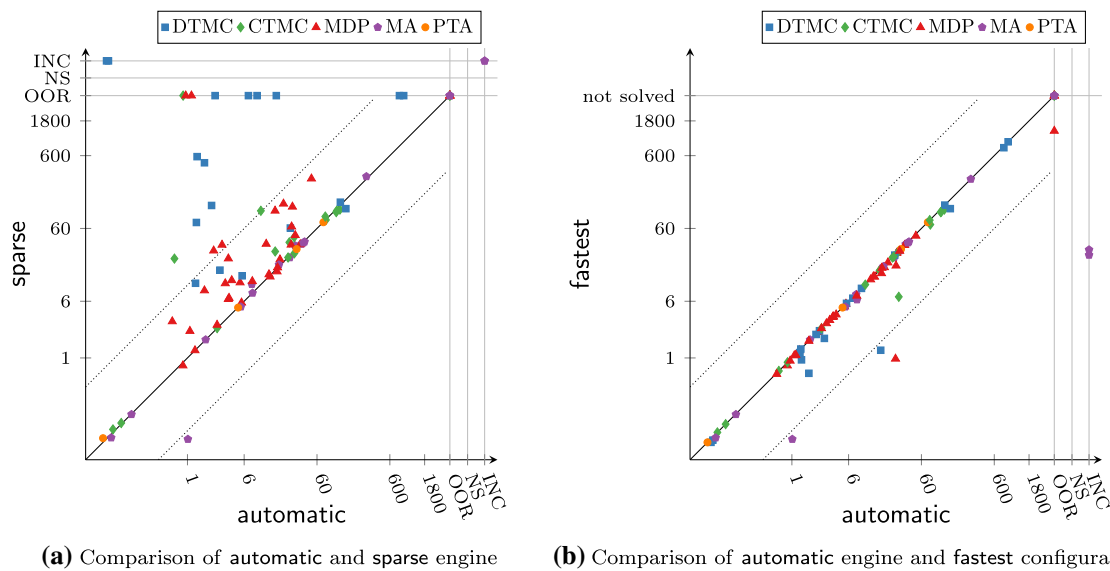 DTMC CTMC MDP MA PTA
INC
NS
OOR
1800
600
60
6
1
sparse
1 6 60 600 1800 OOR NS INC
automatic
(a) Comparison of automatic and sparse engine
DTMC CTMC MDP MA PTA
not solved
1800
600
60
6
1
fastest
1 6 60 600 1800 OOR NS INC
automatic
(b) Comparison of automatic engine and fastest configura